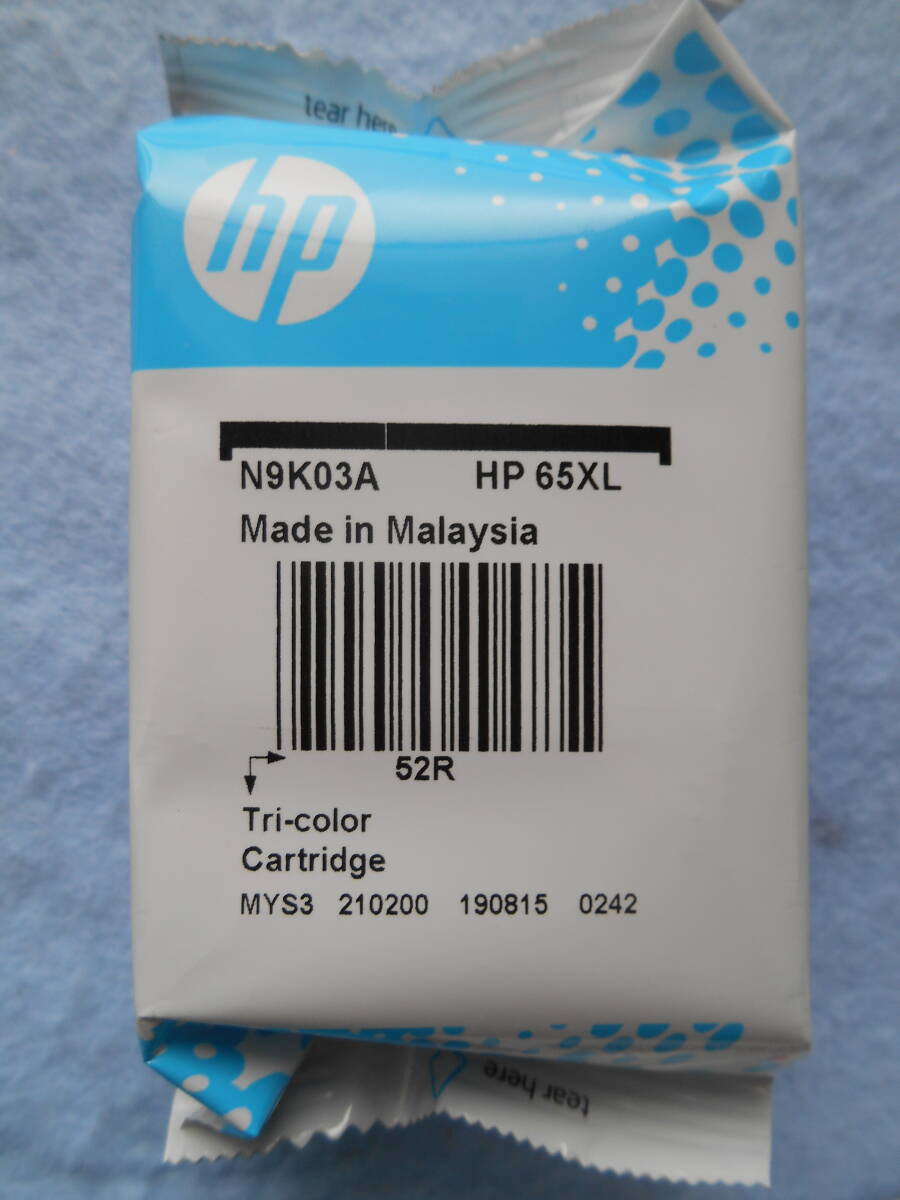 tear here
hp
N9K03A HP 65XL
Made in Malaysia
52R
Tri-color
Cartridge
MYS3 210200 190815 0242
tear here